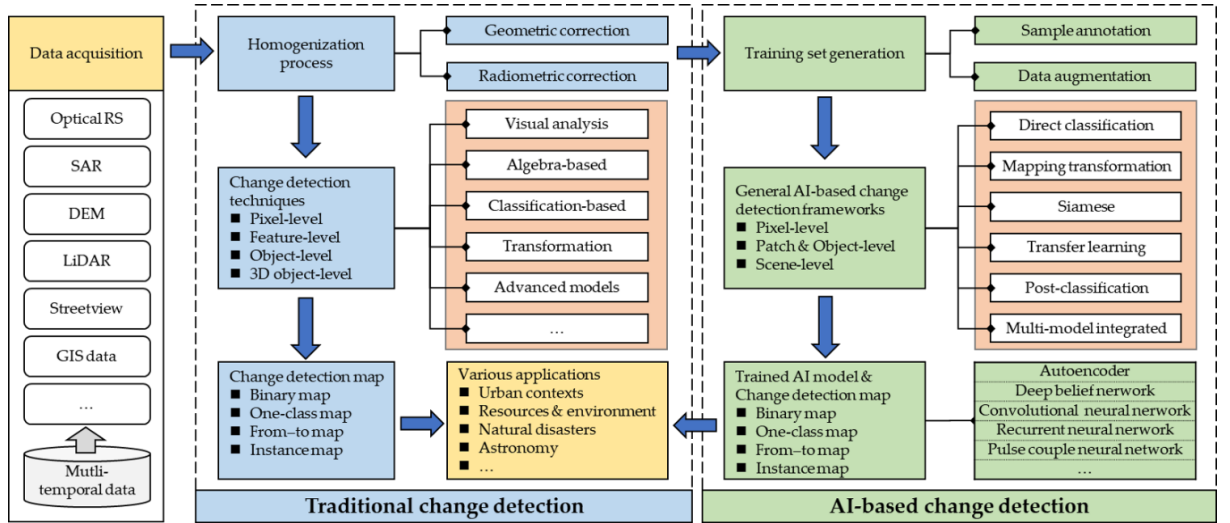 Data acquisition
Optical RS
SAR
DEM
LiDAR
Streetview
GIS data
...
Mutli-
temporal data
Homogenization
process
Geometric correction
Radiometric correction
Change detection
techniques
■ Pixel-level
■ Feature-level
■ Object-level
■ 3D object-level
Visual analysis
Algebra-based
Classification-based
Transformation
Advanced models
...
Change detection map
■ Binary map
■ One-class map
■ From–to map
■ Instance map
Various applications
■ Urban contexts
■ Resources & environment
■ Natural disasters
■ Astronomy
■ ...
Traditional change detection
Training set generation
Sample annotation
Data augmentation
General AI-based change
detection frameworks
■ Pixel-level
■ Patch & Object-level
■ Scene-level
Direct classification
Mapping transformation
Siamese
Transfer learning
Post-classification
Multi-model integrated
Trained AI model &
Change detection map
■ Binary map
■ One-class map
■ From–to map
■ Instance map
Autoencoder
Deep belief nerwork
Convolutional neural nerwork
Recurrent neural nerwork
Pulse couple neural network
...
AI-based change detection